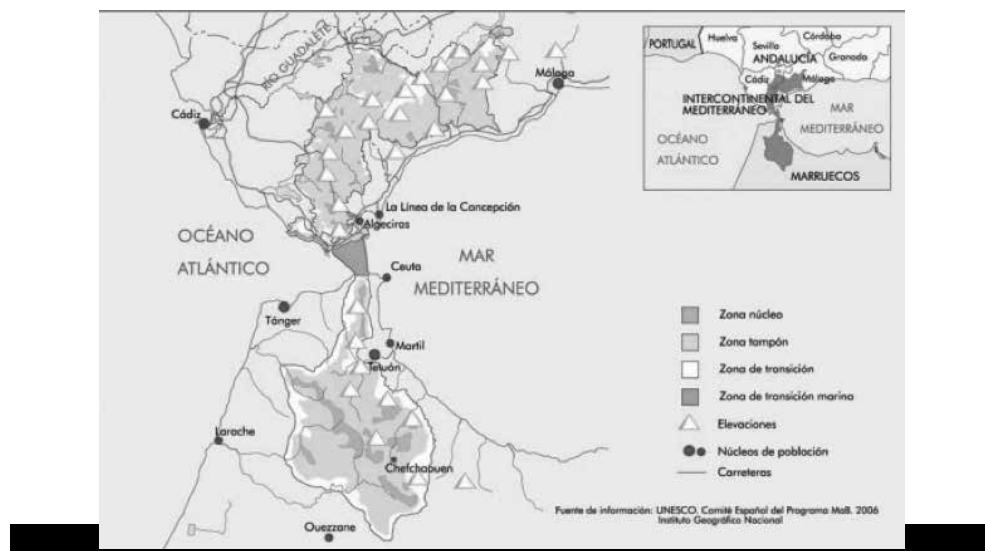 RÍO GUADALETE
Málaga
Cádiz
La Línea de la Concepción
Algeciras
OCÉANO
ATLÁNTICO
MAR
MEDITERRÁNEO
Ceuta
Tánger
Martil
Tetuán
Larache
Chefchaouen
Ouezzane
PORTUGAL
Huelva
Sevilla
Córdoba
ANDALUCÍA
Granada
Cádiz
Málaga
INTERCONTINENTAL DEL
MEDITERRÁNEO
MAR
MEDITERRÁNEO
OCÉANO
ATLÁNTICO
MARRUECOS
Zona núcleo
Zona tampón
Zona de transición
Zona de transición marina
Elevaciones
Núcleos de población
Carreteras
Fuente de información: UNESCO. Comité Español del Programa MaB. 2006
Instituto Geográfico Nacional